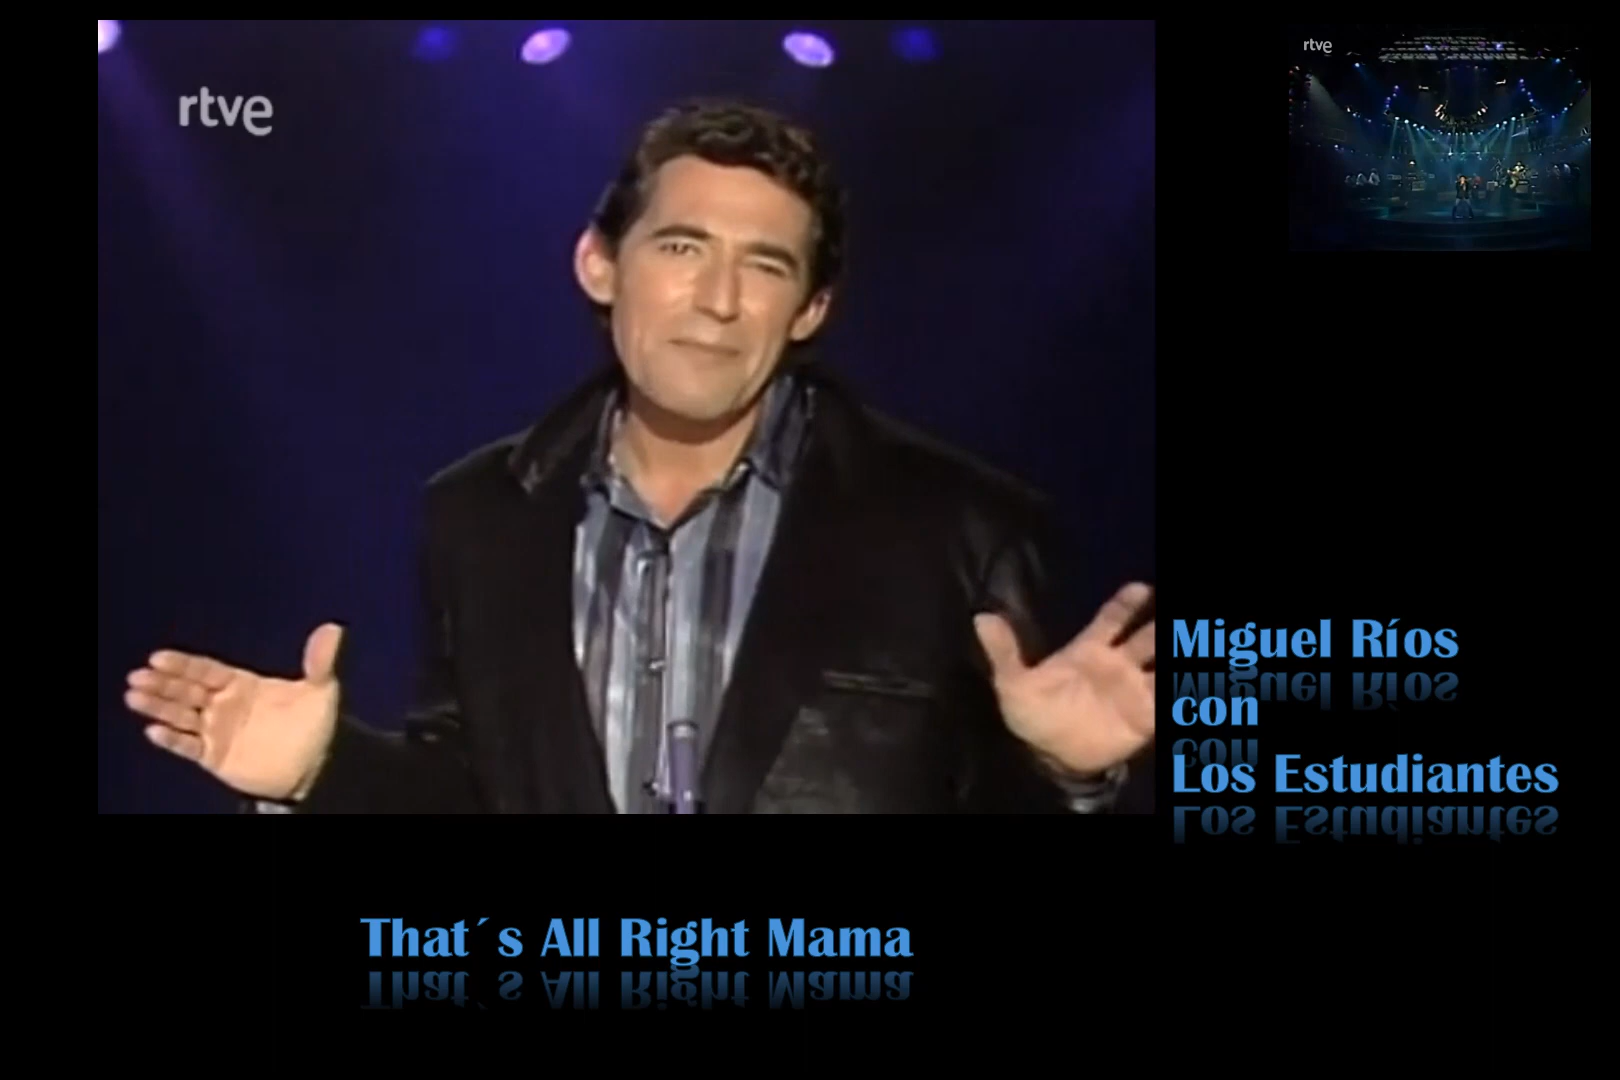 rtve
rtve
Miguel Ríos
con
Los Estudiantes
That´s All Right Mama